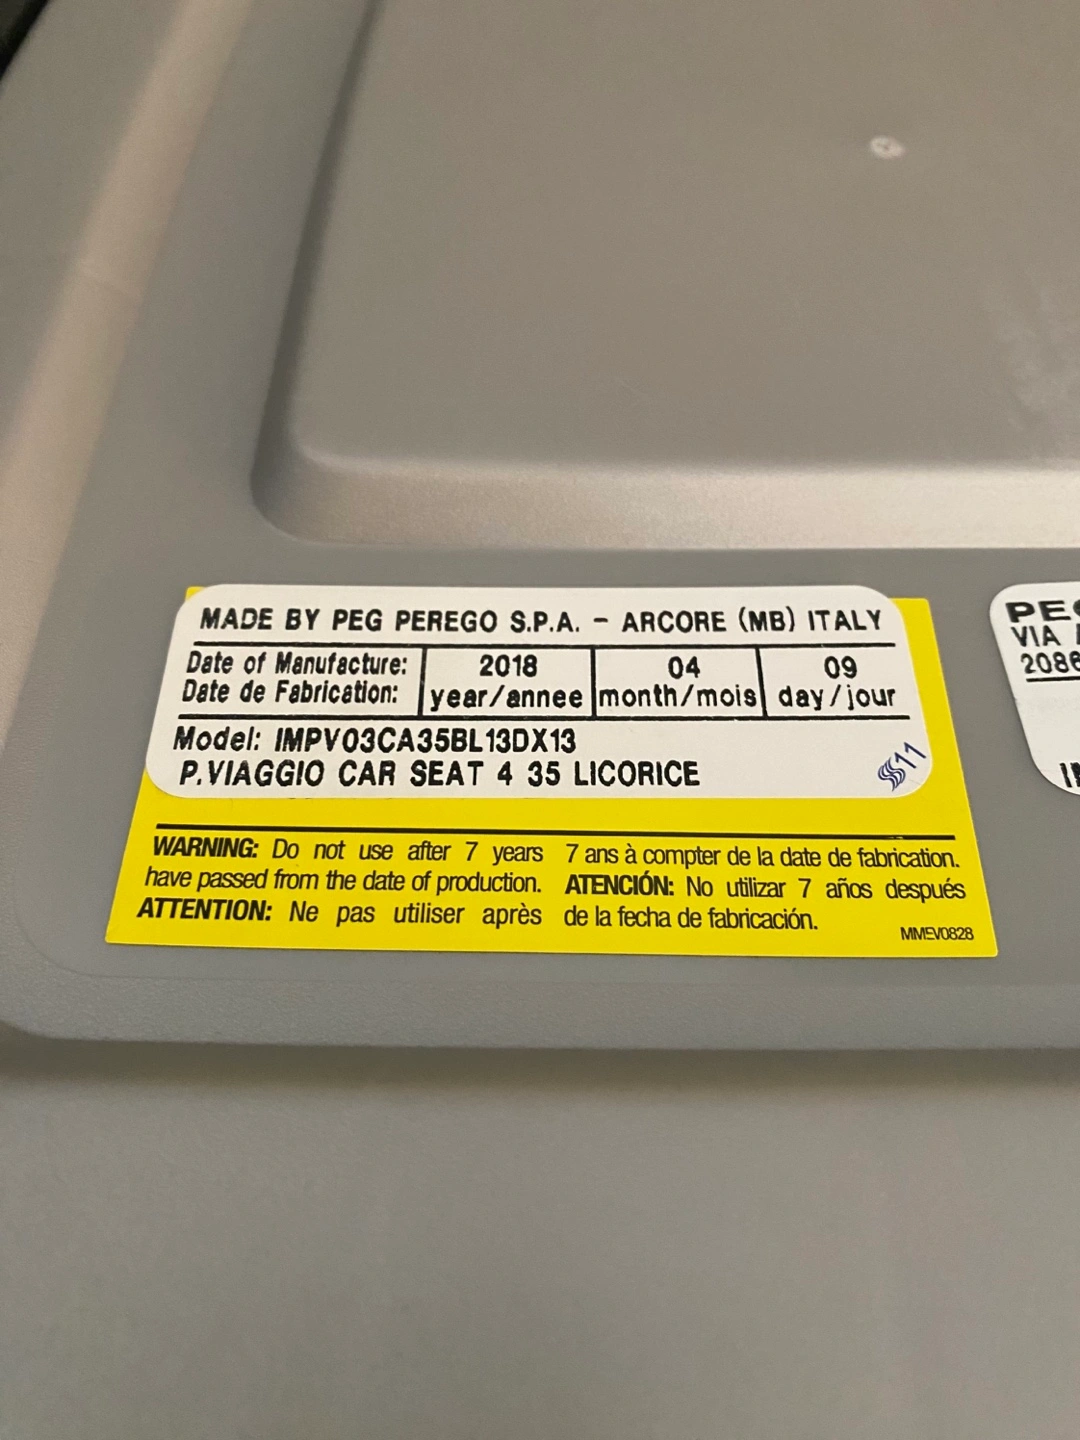 MADE BY PEG PEREGO S.P.A. - ARCORE (MB) ITALY
Date of Manufacture: 2018 04 09
Date de Fabrication: year/annee month/mois day/jour
Model: IMPV03CA35BL13DX13
P.VIAGGIO CAR SEAT 4 35 LICORICE
11
WARNING: Do not use after 7 years
have passed from the date of production.
ATTENTION: Ne pas utiliser après
7 ans à compter de la date de fabrication.
ATENCIÓN: No utilizar 7 años después
de la fecha de fabricación.
MMEV0828
VIA